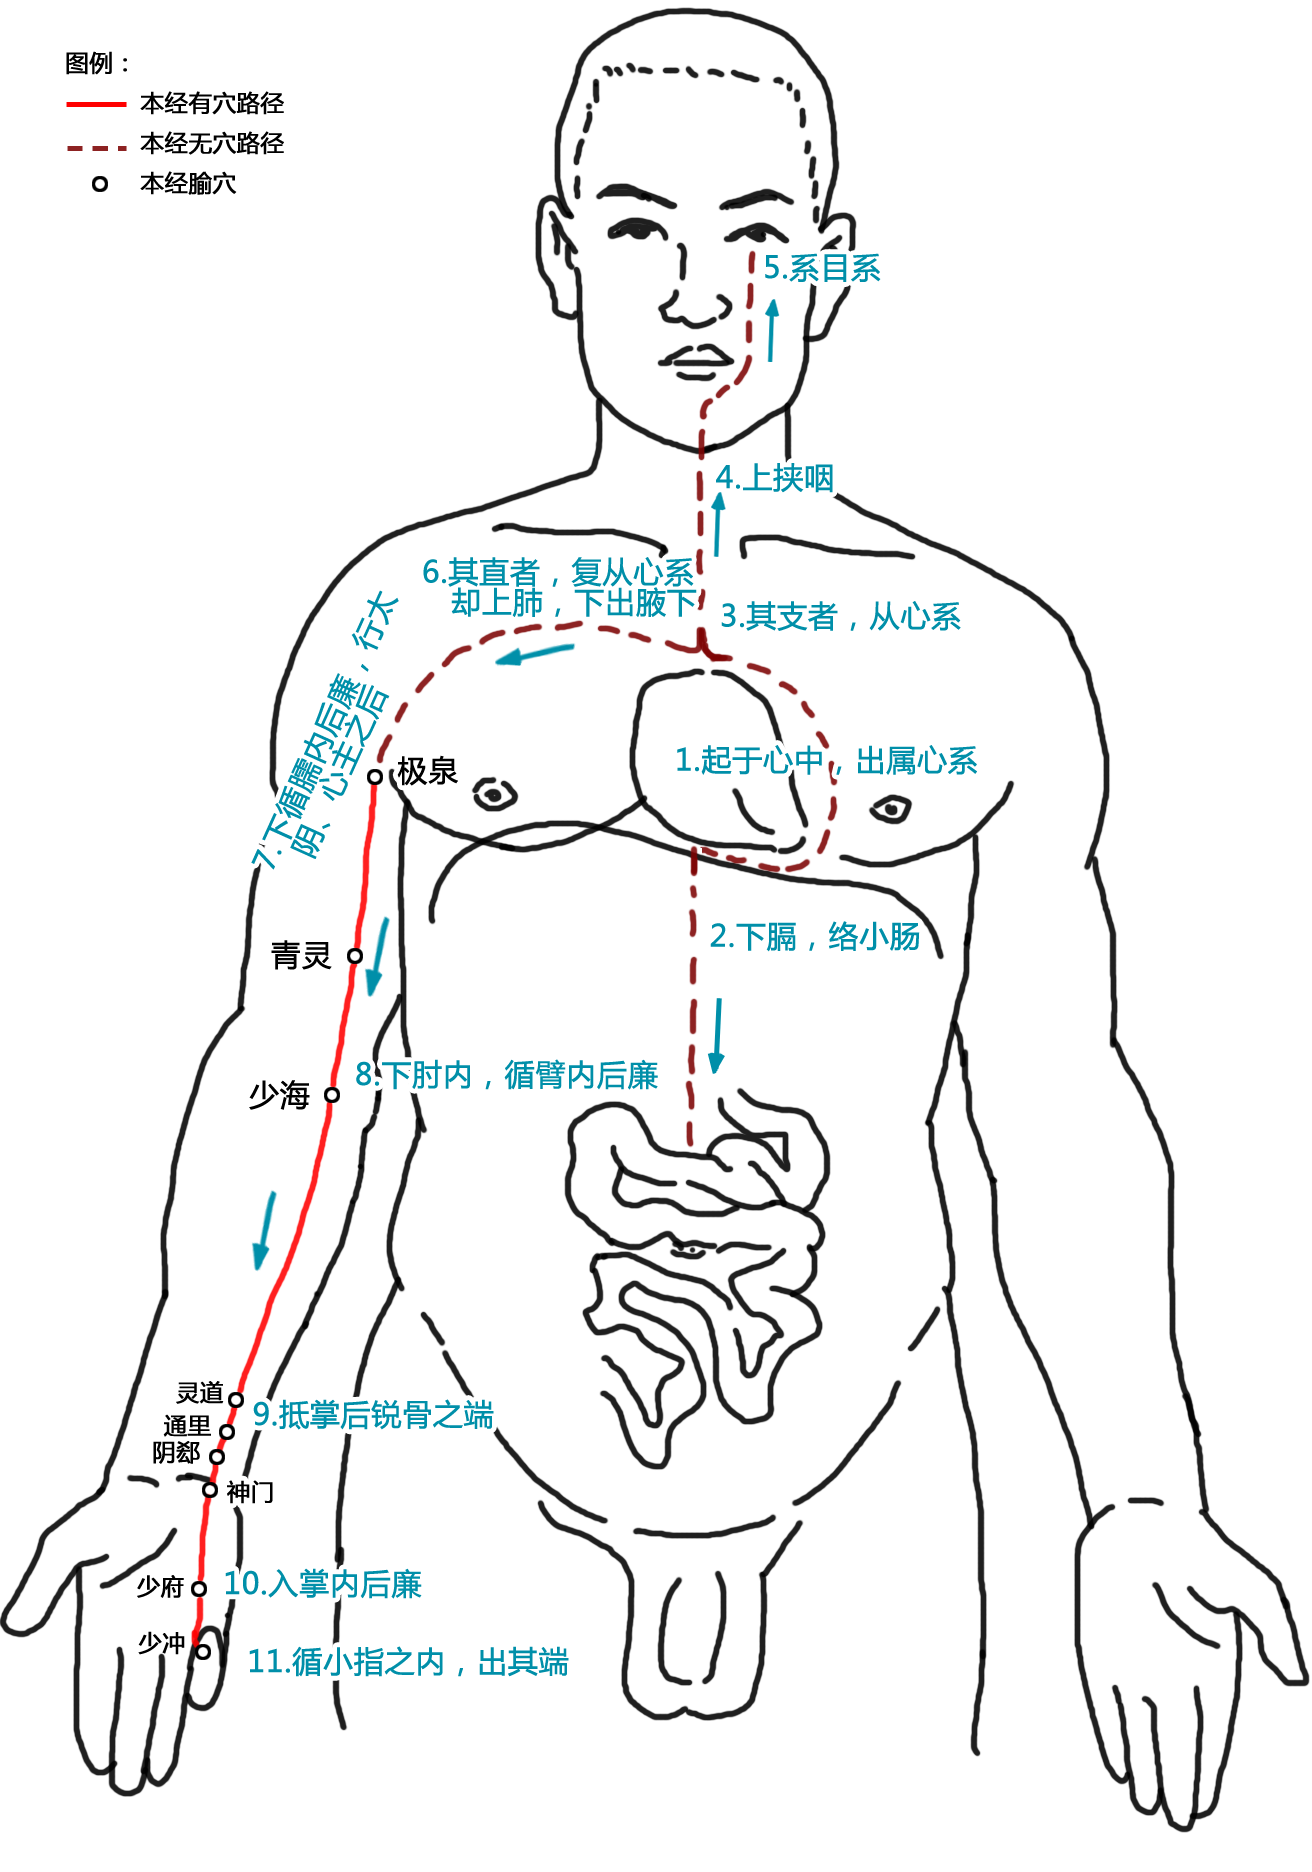 图例：
本经有穴路径
本经无穴路径
本经腧穴
5.系目系
4.上挟咽
6.其直者，复从心系
却上肺，下出腋下
3.其支者，从心系
7.下循臑内后廉，行太
阴、心主之后
1.起于心中，出属心系
极泉
2.下膈，络小肠
青灵
8.下肘内，循臂内后廉
少海
灵道
9.抵掌后锐骨之端
通里
阴郄
神门
少府
10.入掌内后廉
少冲
11.循小指之内，出其端